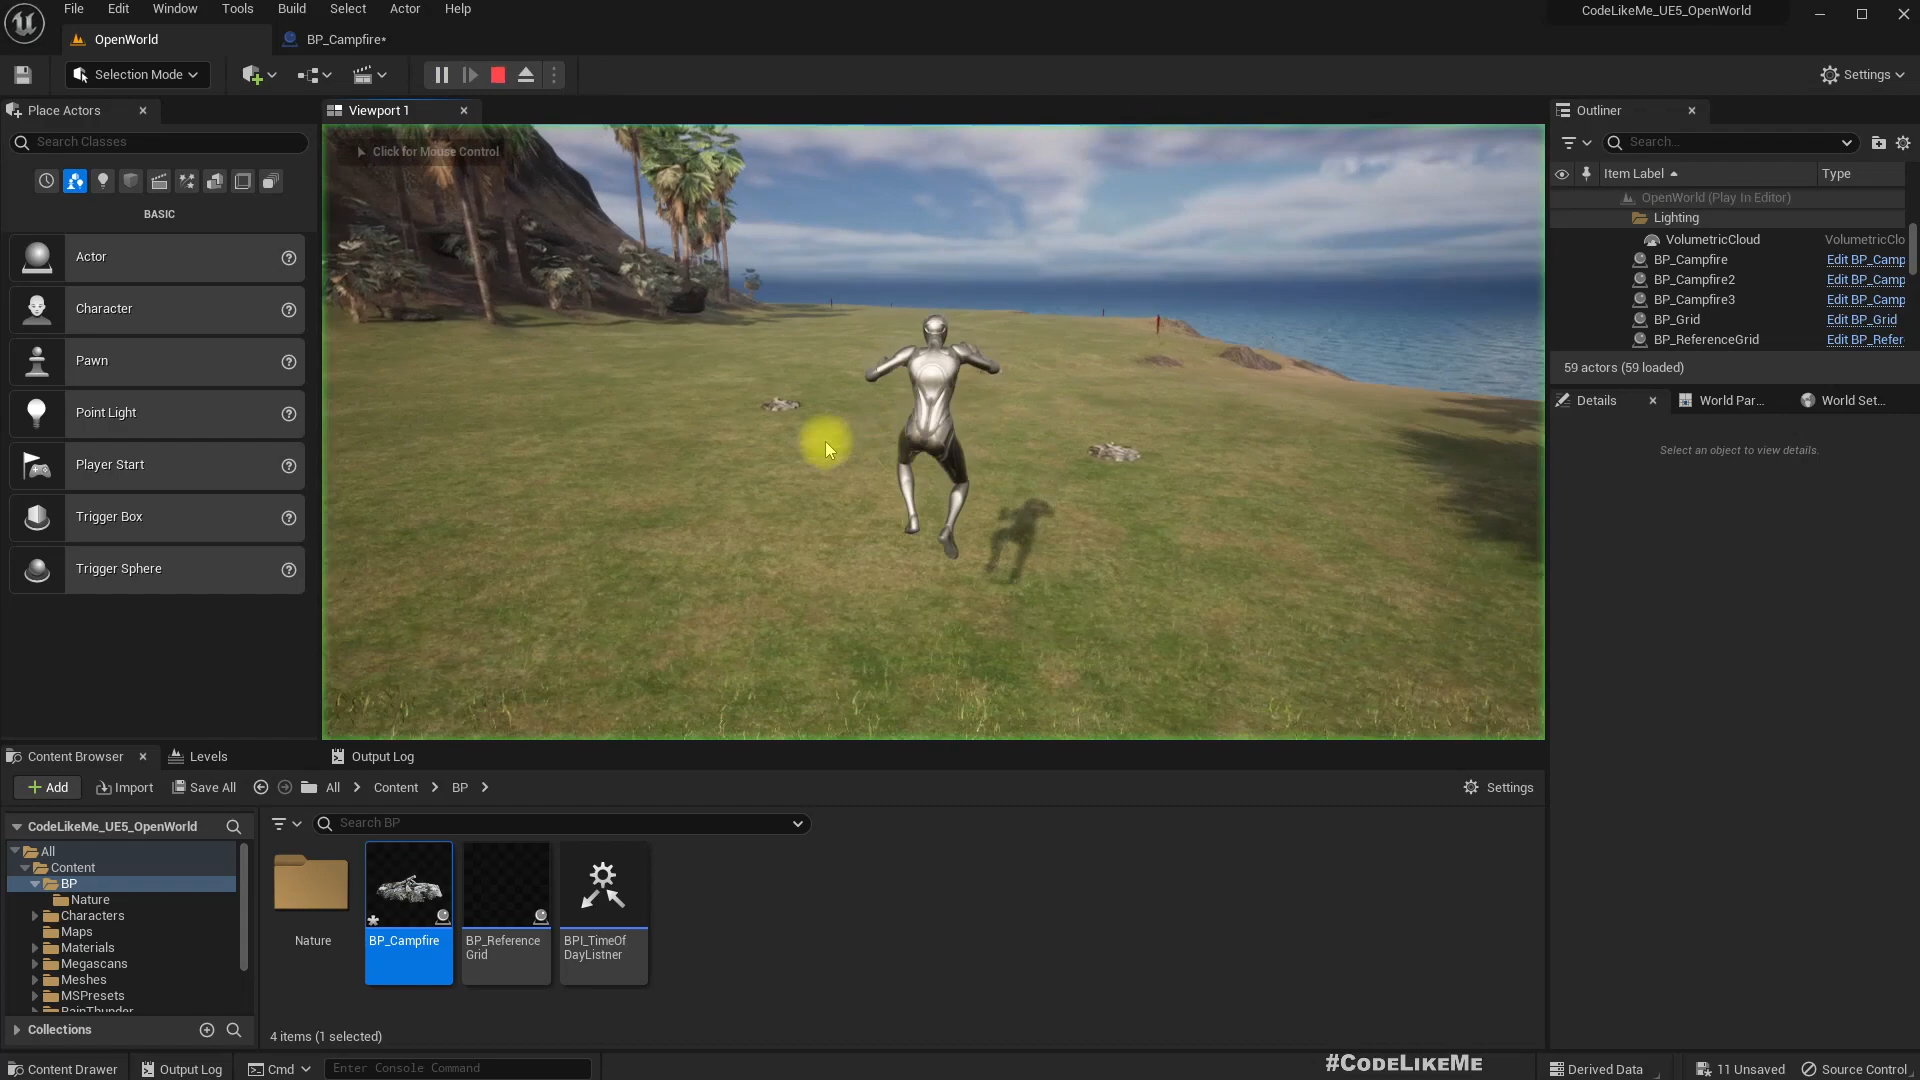 File Edit Window Tools Build Select Actor Help
CodeLikeMe_UE5_OpenWorld
OpenWorld
BP_Campfire*
Selection Mode
Settings
Place Actors
Search Classes
BASIC
Actor
Character
Pawn
Point Light
Player Start
Trigger Box
Trigger Sphere
Viewport 1
Click for Mouse Control
Outliner
Search...
Item Label Type
OpenWorld (Play In Editor)
Lighting
VolumetricCloud VolumetricClo
BP_Campfire Edit BP_Camp
BP_Campfire2 Edit BP_Camp
BP_Campfire3 Edit BP_Camp
BP_Grid Edit BP_Grid
BP_ReferenceGrid Edit BP_Refer
59 actors (59 loaded)
Details World Par... World Set...
Select an object to view details.
Content Browser Levels Output Log
Add Import Save All All Content BP Settings
CodeLikeMe_UE5_OpenWorld
Search BP
All
Content
BP
Nature
Characters
Maps
Materials
Megascans
Meshes
MSPresets
RainThunder
Collections
Nature
BP_Campfire
BP_Reference
Grid
BPI_TimeOf
DayListner
4 items (1 selected)
Content Drawer Output Log Cmd Enter Console Command
#CodeLikeMe
Derived Data 11 Unsaved Source Control